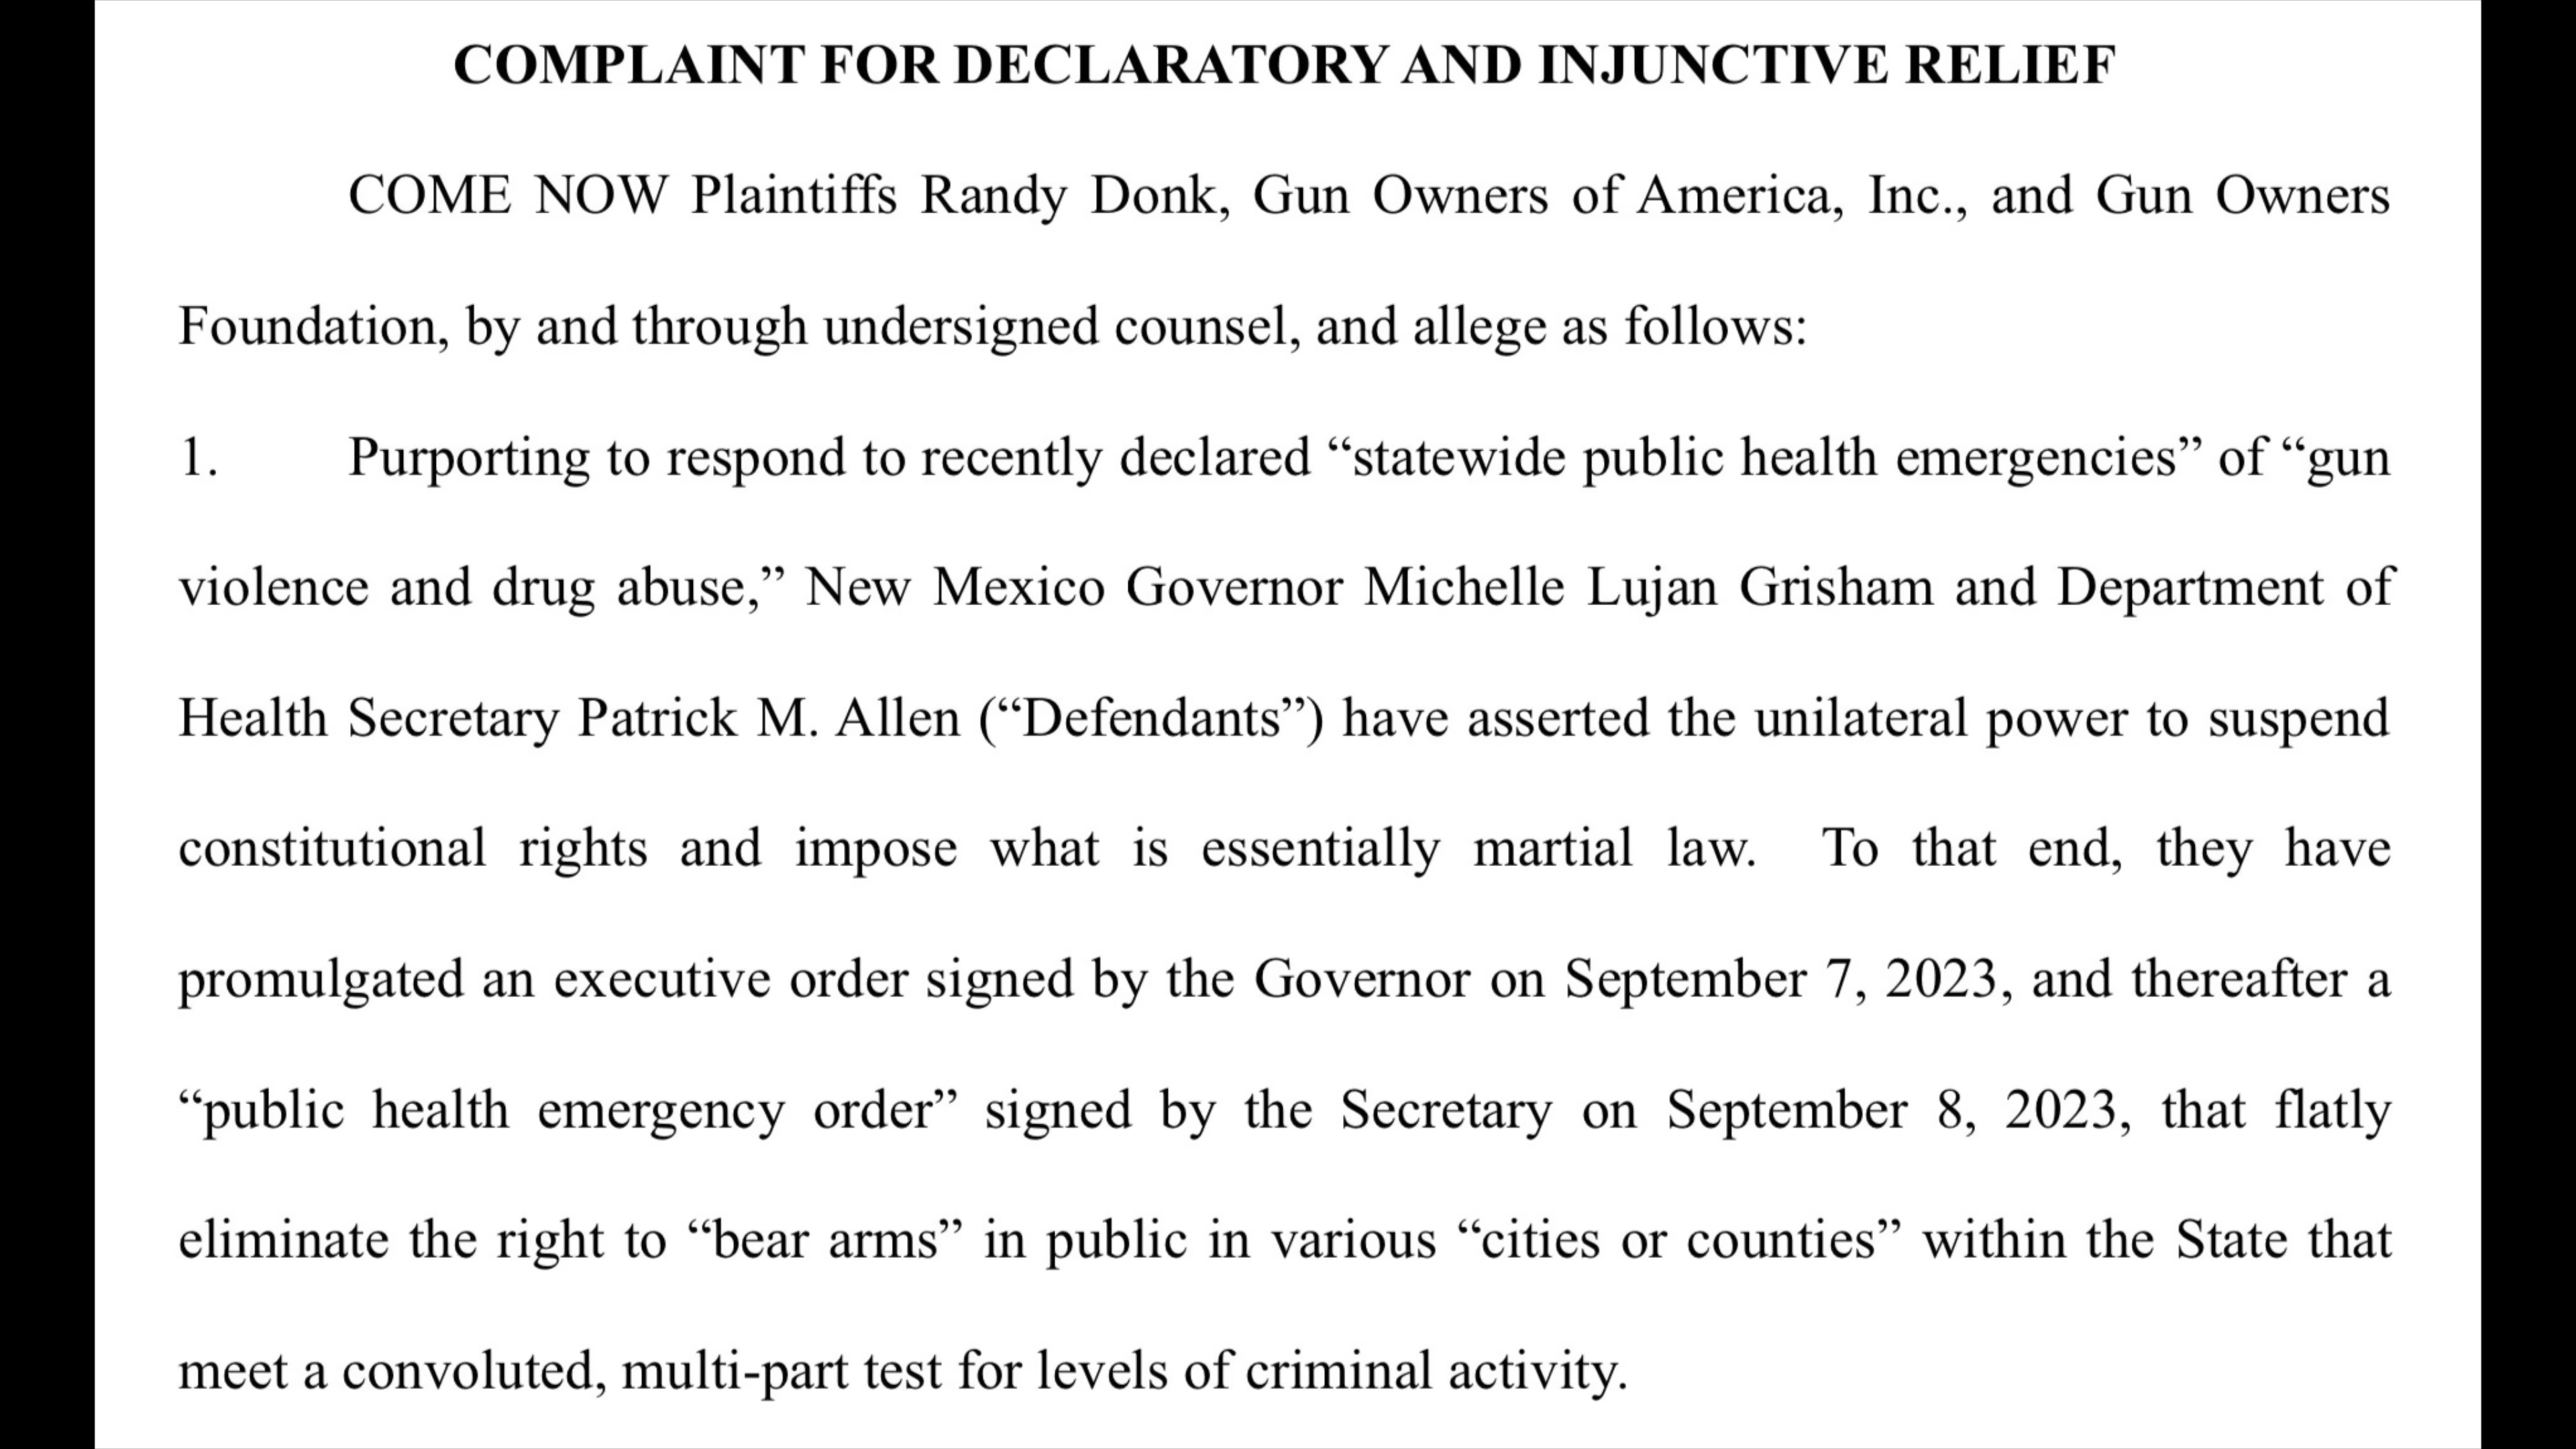 COMPLAINT FOR DECLARATORY AND INJUNCTIVE RELIEF
COME NOW Plaintiffs Randy Donk, Gun Owners of America, Inc., and Gun Owners
Foundation, by and through undersigned counsel, and allege as follows:
1. Purporting to respond to recently declared “statewide public health emergencies” of “gun
violence and drug abuse,” New Mexico Governor Michelle Lujan Grisham and Department of
Health Secretary Patrick M. Allen (“Defendants”) have asserted the unilateral power to suspend
constitutional rights and impose what is essentially martial law. To that end, they have
promulgated an executive order signed by the Governor on September 7, 2023, and thereafter a
“public health emergency order” signed by the Secretary on September 8, 2023, that flatly
eliminate the right to “bear arms” in public in various “cities or counties” within the State that
meet a convoluted, multi-part test for levels of criminal activity.